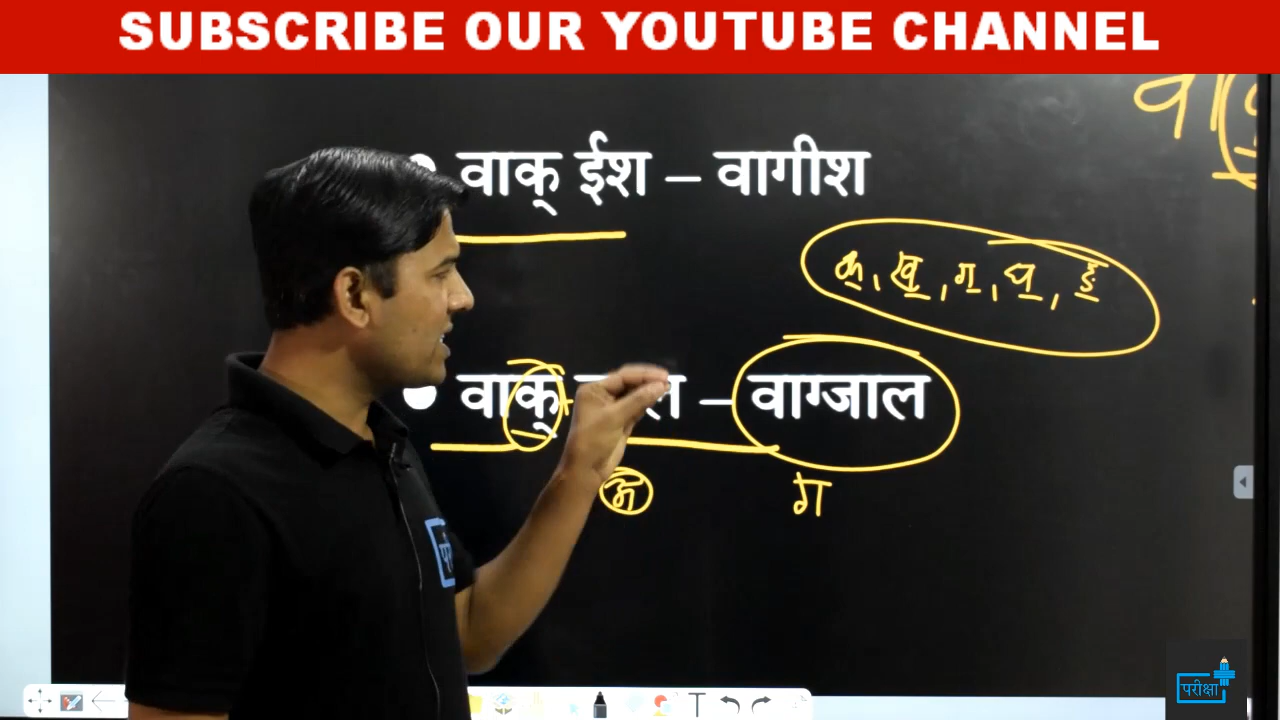 SUBSCRIBE OUR YOUTUBE CHANNEL
वाक् ईश – वागीश
क, ख, ग, घ, ङ
वाक् + – वाग्जाल
ग
परीक्षा